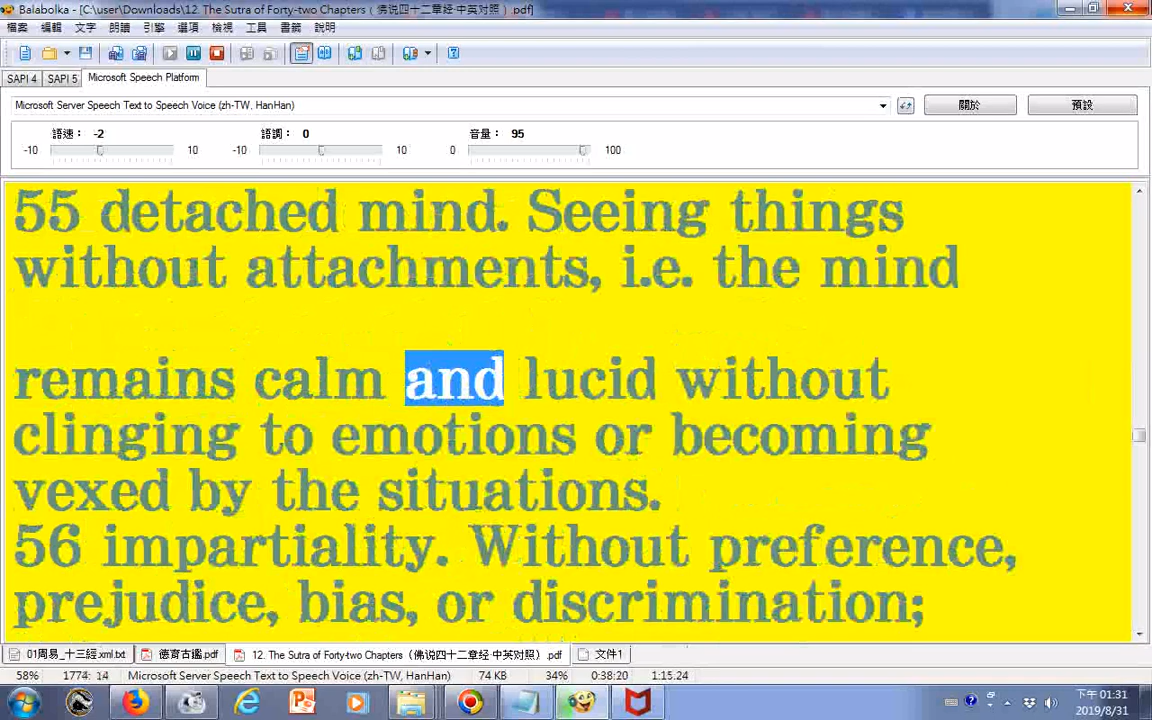 Balabolka - [C:\user\Downloads\12. The Sutra of Forty-two Chapters（佛说四十二章经·中英对照）.pdf]
檔案 編輯 文字 朗讀 引擎 選項 檢視 工具 書籤 說明
SAPI 4 SAPI 5 Microsoft Speech Platform
Microsoft Server Speech Text to Speech Voice (zh-TW, HanHan) 關於 預設
語速： -2 語調： 0 音量： 95
-10 10 -10 10 0 100
55 detached mind. Seeing things
without attachments, i.e. the mind
remains calm and lucid without
clinging to emotions or becoming
vexed by the situations.
56 impartiality. Without preference,
prejudice, bias, or discrimination;
01周易_十三經.xml.txt 德育古鑑.pdf 12. The Sutra of Forty-two Chapters（佛说四十二章经·中英对照）.pdf 文件1
58% 1774: 14 Microsoft Server Speech Text to Speech Voice (zh-TW, HanHan) 74 KB 34% 0:38:20 1:15:24
下午 01:31
2019/8/31